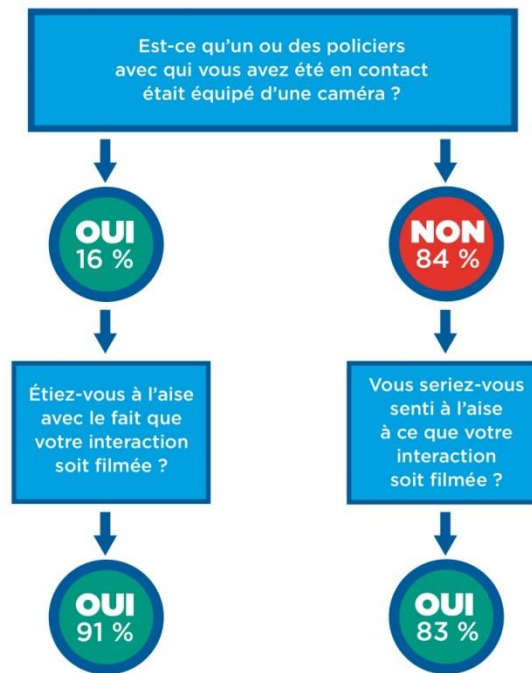 Est-ce qu'un ou des policiers
avec qui vous avez été en contact
était équipé d'une caméra ?
OUI
16 %
NON
84 %
Étiez-vous à l'aise
avec le fait que
votre interaction
soit filmée ?
Vous seriez-vous
senti à l'aise
à ce que votre
interaction
soit filmée ?
OUI
91 %
OUI
83 %